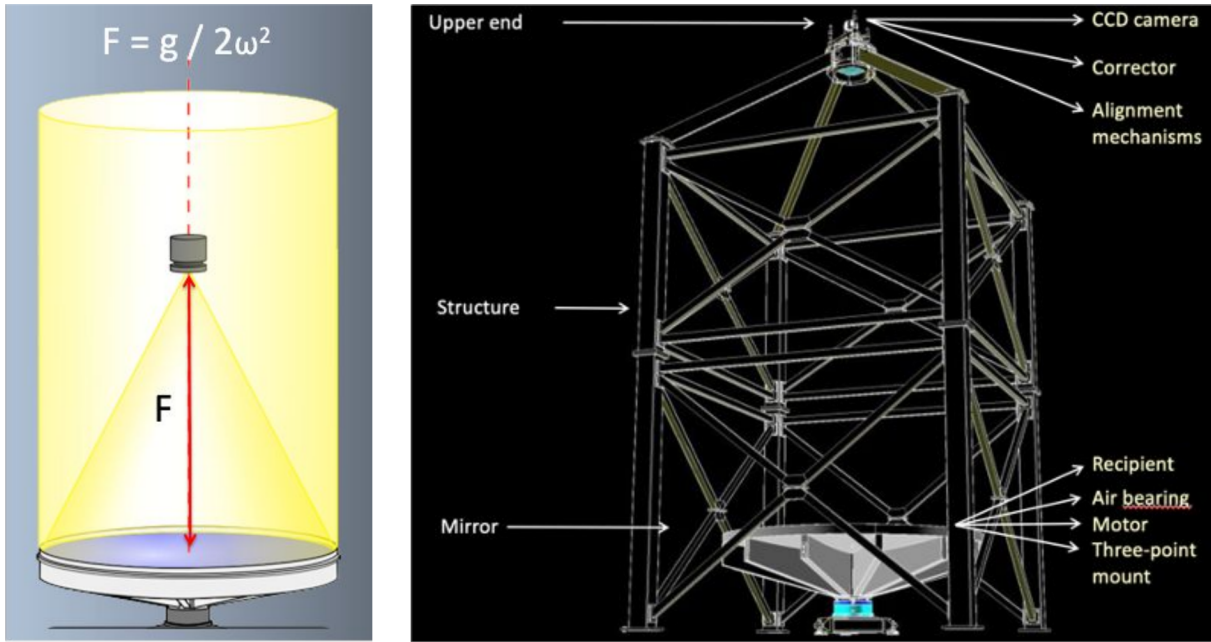 F = g / 2ω²
F
Upper end
CCD camera
Corrector
Alignment
mechanisms
Structure
Mirror
Recipient
Air bearing
Motor
Three-point
mount